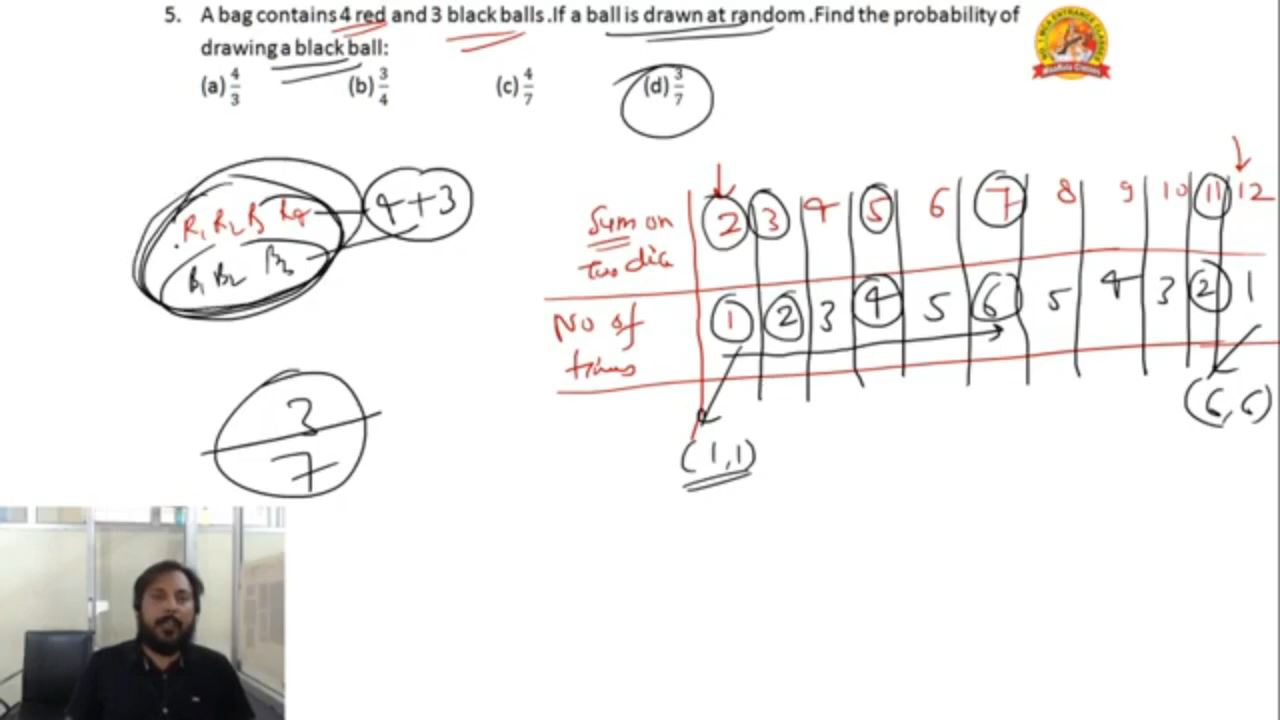 5. A bag contains 4 red and 3 black balls .If a ball is drawn at random .Find the probability of
drawing a black ball:
(a) 4/3 (b) 3/4 (c) 4/7 (d) 3/7
R1 R2 R3 R4
4+3
B1 B2 B3
3/7
Sum on 2 3 4 5 6 7 8 9 10 11 12
two dice
No of 1 2 3 4 5 6 5 4 3 2 1
times
(1,1)
(6,6)